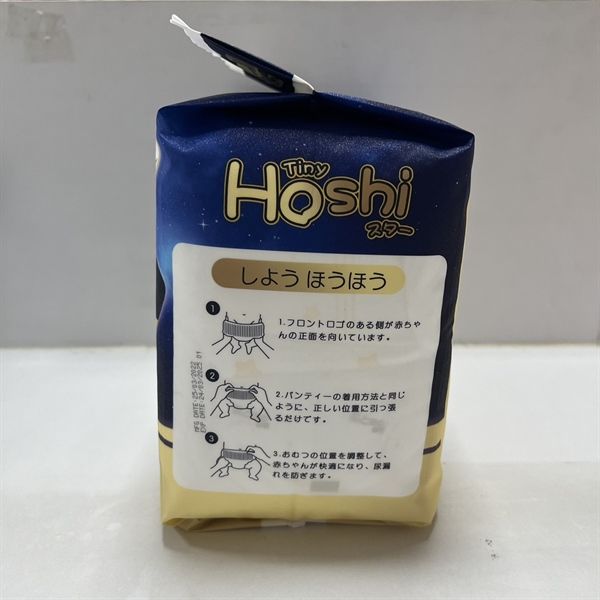 Tiny
Hoshi
スター
しよう ほうほう
1
1.フロントロゴのある側が赤ちゃ
んの正面を向いています。
2
2.パンティーの着用方法と同じ
ように、正しい位置に引っ張
るだけです。
3
3.おむつの位置を調整して、
赤ちゃんが快適になり、尿漏
れを防ぎます。
MFG DATE:25/03/2022
EXP DATE:24/03/2025 01